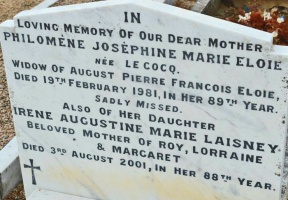 IN
LOVING MEMORY OF OUR DEAR MOTHER
PHILOMÈNE JOSÉPHINE MARIE ELOIE
NÉE LE COCQ.
WIDOW OF AUGUST PIERRE FRANCOIS ELOIE,
DIED 19TH FEBRUARY 1981, IN HER 89TH YEAR.
SADLY MISSED.
ALSO OF HER DAUGHTER
IRENE AUGUSTINE MARIE LAISNEY
BELOVED MOTHER OF ROY, LORRAINE
& MARGARET
DIED 3RD AUGUST 2001, IN HER 88TH YEAR.